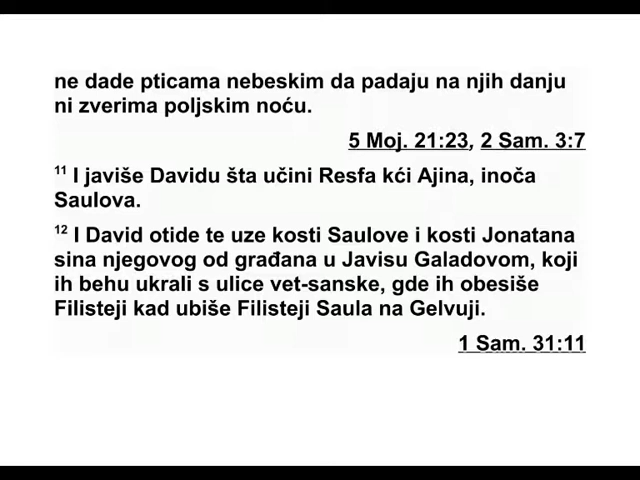 ne dade pticama nebeskim da padaju na njih danju
ni zverima poljskim noću.
5 Moj. 21:23, 2 Sam. 3:7
11 I javiše Davidu šta učini Resfa kći Ajina, inoča
Saulova.
12 I David otide te uze kosti Saulove i kosti Jonatana
sina njegovog od građana u Javisu Galadovom, koji
ih behu ukrali s ulice vet-sanske, gde ih obesiše
Filisteji kad ubiše Filisteji Saula na Gelvuji.
1 Sam. 31:11